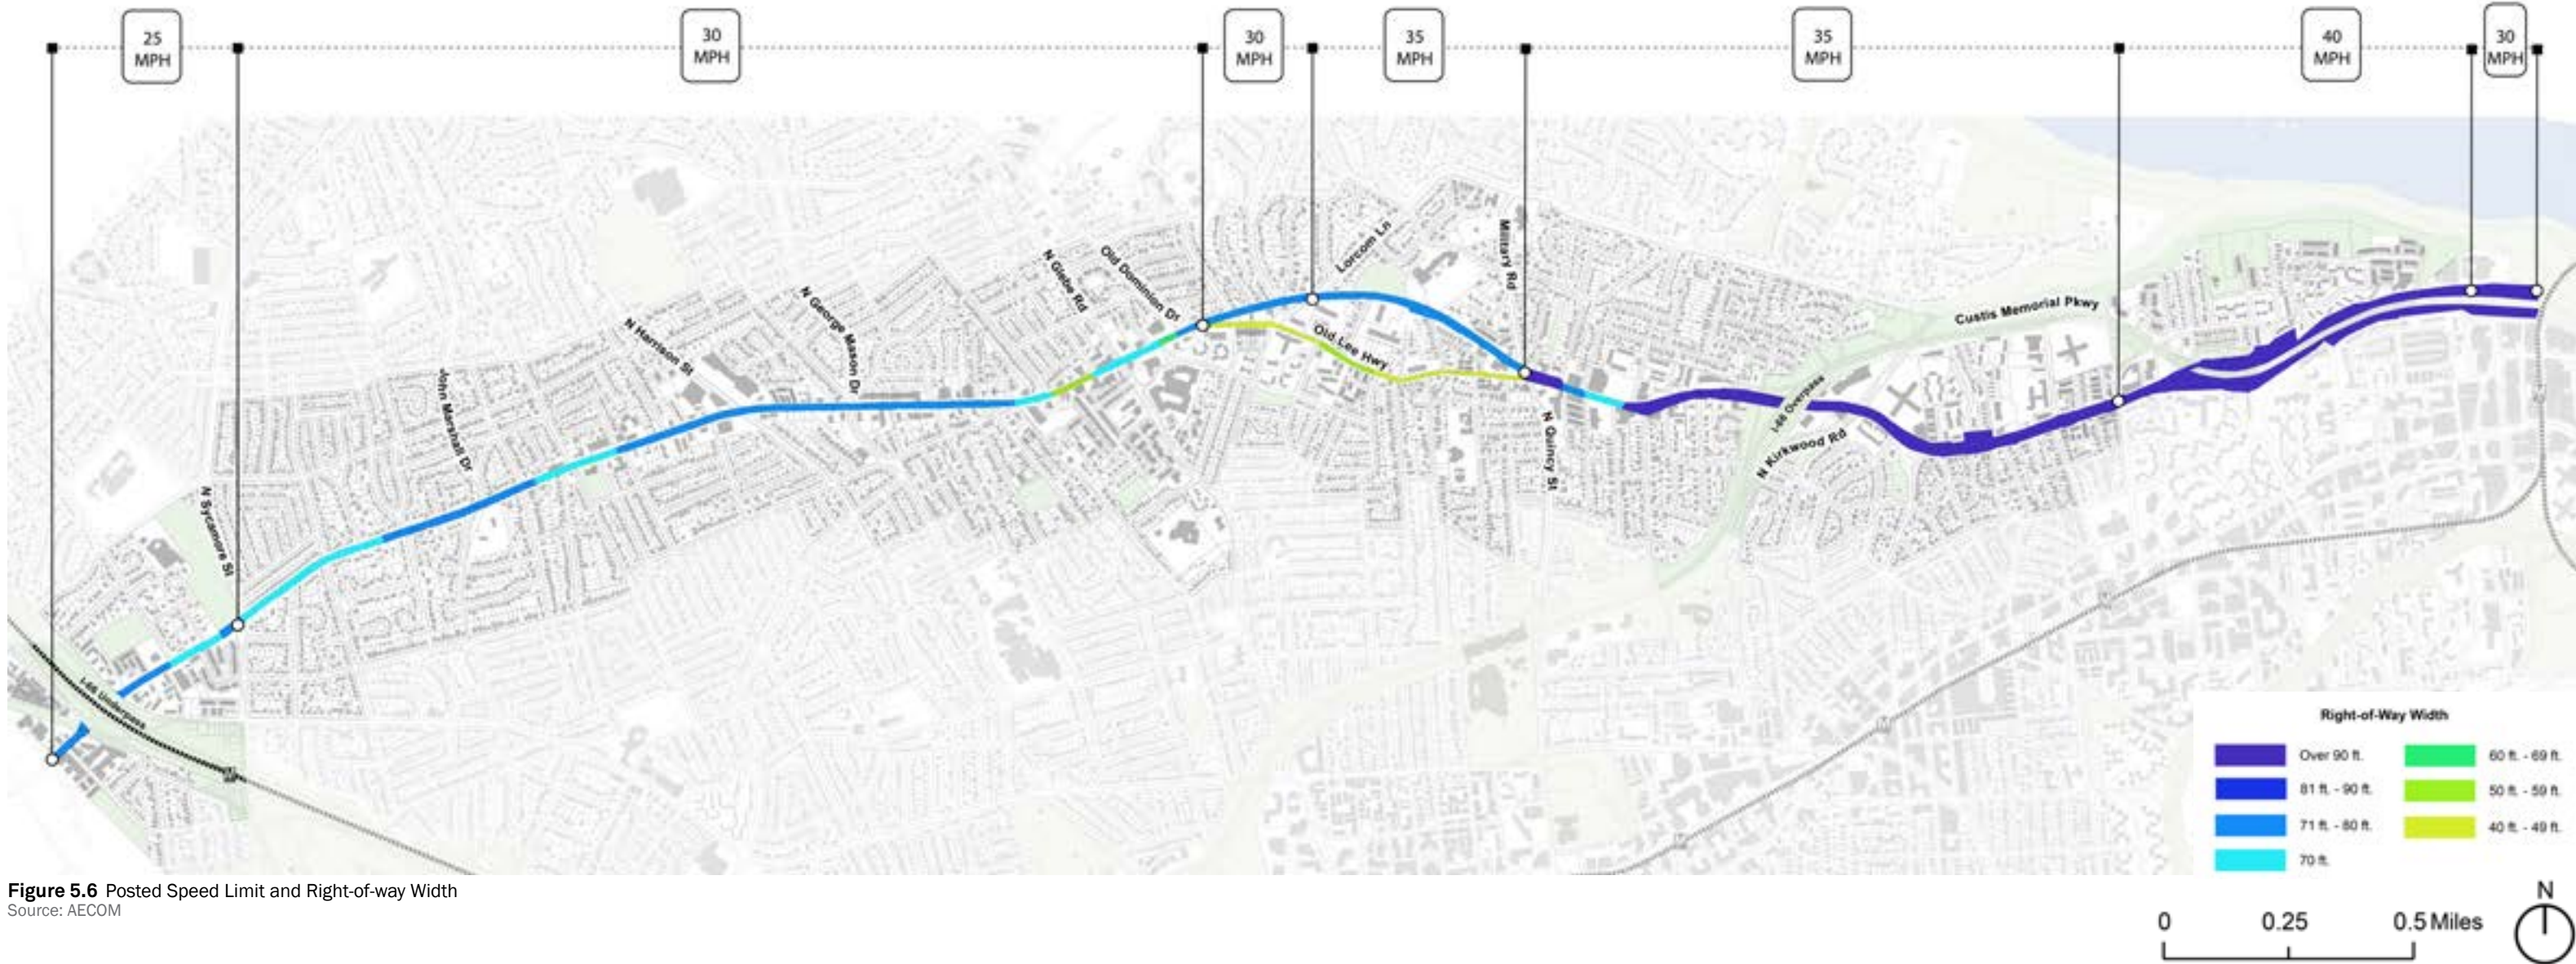 25
MPH
30
MPH
30
MPH
35
MPH
35
MPH
40
MPH
30
MPH
N Sycamore St
John Marshall Dr
N Harrison St
N George Mason Dr
N Glebe Rd
Old Dominion Dr
Lorcom Ln
Old Lee Hwy
Military Rd
N Quincy St
I-66 Overpass
N Kirkwood Rd
Custis Memorial Pkwy
I-66 Underpass
Right-of-Way Width
Over 90 ft.
81 ft. - 90 ft.
71 ft. - 80 ft.
70 ft.
60 ft. - 69 ft.
50 ft. - 59 ft.
40 ft. - 49 ft.
Figure 5.6 Posted Speed Limit and Right-of-way Width
Source: AECOM
0 0.25 0.5 Miles
N